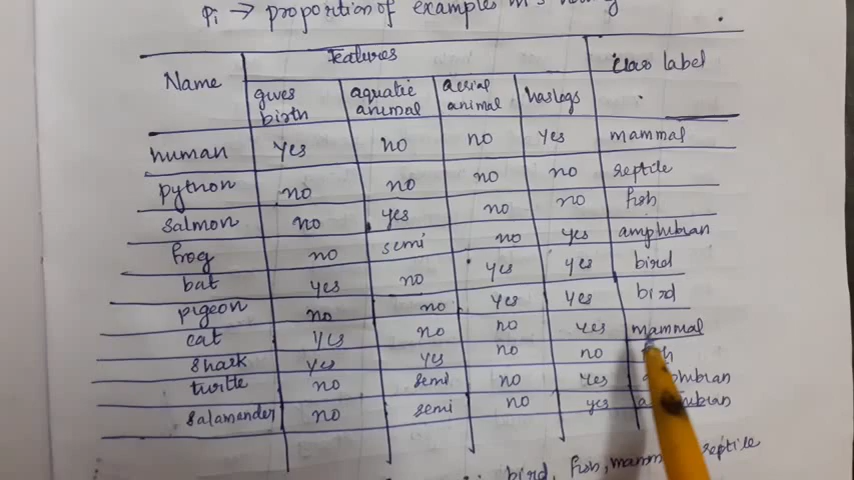 Pi → proportion of examples in S
Name Features class label
gives birth aquatic animal aerial animal haslegs
human yes no no yes mammal
python no no no no reptile
salmon no yes no no fish
frog no semi no yes amphibian
bat yes no yes yes bird
pigeon no no yes yes bird
cat yes no no yes mammal
shark yes yes no no
turtle no semi no yes
salamander no semi no yes
bird, fish, reptile